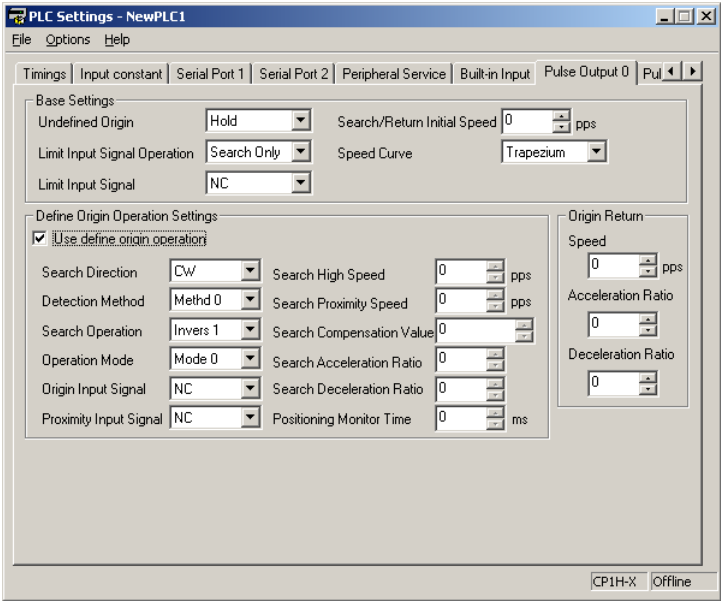 PLC Settings - NewPLC1
File Options Help
Timings Input constant Serial Port 1 Serial Port 2 Peripheral Service Built-in Input Pulse Output 0 Pul
Base Settings
Undefined Origin Hold Search/Return Initial Speed 0 pps
Limit Input Signal Operation Search Only Speed Curve Trapezium
Limit Input Signal NC
Define Origin Operation Settings Origin Return
Use define origin operation Speed
0 pps
Search Direction CW Search High Speed 0 pps
Detection Method Methd 0 Search Proximity Speed 0 pps Acceleration Ratio
Search Operation Invers 1 Search Compensation Value 0 0
Operation Mode Mode 0 Search Acceleration Ratio 0 Deceleration Ratio
Origin Input Signal NC Search Deceleration Ratio 0 0
Proximity Input Signal NC Positioning Monitor Time 0 ms
CP1H-X Offline